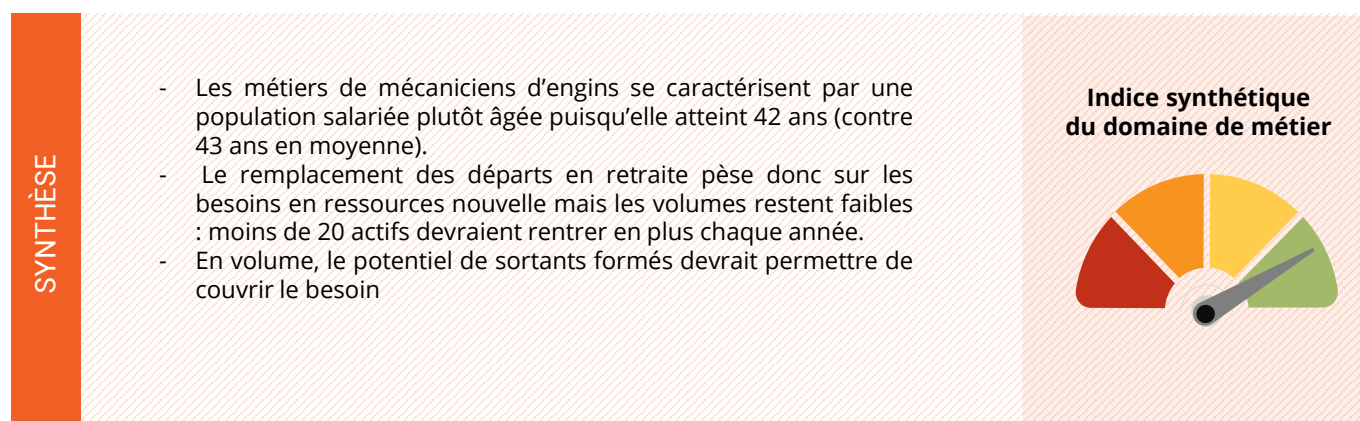 SYNTHÈSE
- Les métiers de mécaniciens d’engins se caractérisent par une
population salariée plutôt âgée puisqu’elle atteint 42 ans (contre
43 ans en moyenne).
- Le remplacement des départs en retraite pèse donc sur les
besoins en ressources nouvelle mais les volumes restent faibles
: moins de 20 actifs devraient rentrer en plus chaque année.
- En volume, le potentiel de sortants formés devrait permettre de
couvrir le besoin
Indice synthétique
du domaine de métier